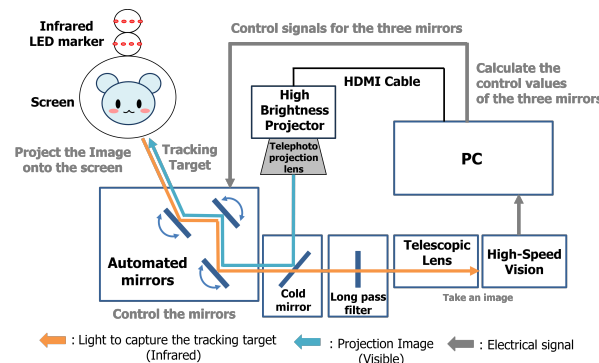 Infrared
LED marker
Screen
Project the Image
onto the screen
Tracking
Target
Control signals for the three mirrors
HDMI Cable
Calculate the
control values
of the three mirrors
High
Brightness
Projector
Telephoto
projection
lens
PC
Automated
mirrors
Control the mirrors
Cold
mirror
Long pass
filter
Telescopic
Lens
High-Speed
Vision
Take an image
: Light to capture the tracking target
(Infrared)
: Projection Image
(Visible)
: Electrical signal